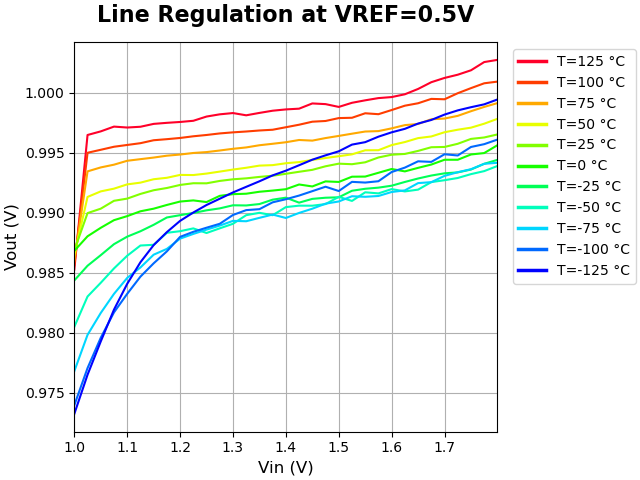 Line Regulation at VREF=0.5V
Vout (V)
1.000
0.995
0.990
0.985
0.980
0.975
1.0 1.1 1.2 1.3 1.4 1.5 1.6 1.7
Vin (V)
T=125 °C
T=100 °C
T=75 °C
T=50 °C
T=25 °C
T=0 °C
T=-25 °C
T=-50 °C
T=-75 °C
T=-100 °C
T=-125 °C